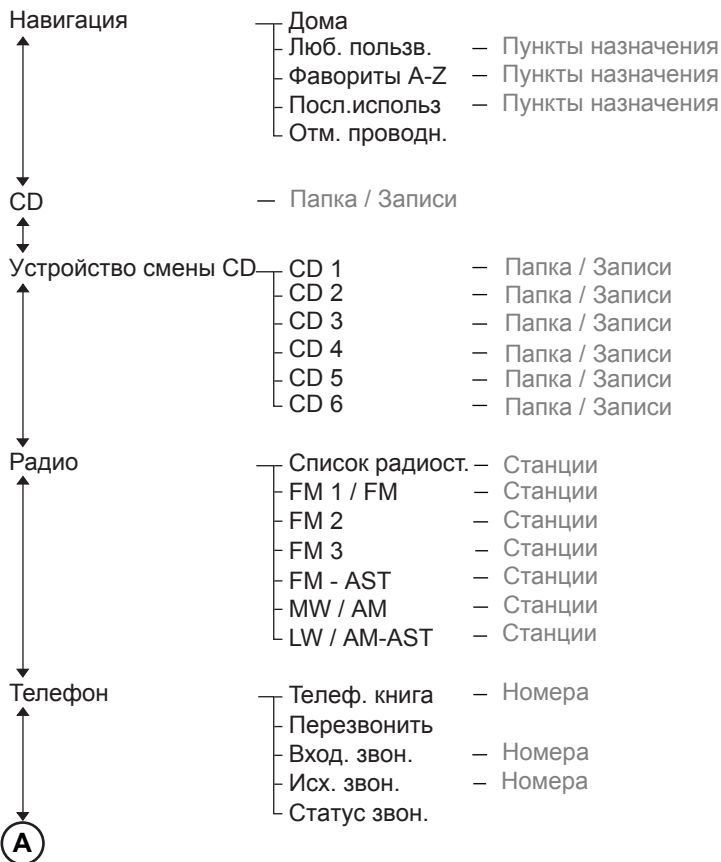 Навигация Дома
Люб. пользв. – Пункты назначения
Фавориты A-Z – Пункты назначения
Посл.использ – Пункты назначения
Отм. проводн.
CD – Папка / Записи
Устройство смены CD CD 1 – Папка / Записи
CD 2 – Папка / Записи
CD 3 – Папка / Записи
CD 4 – Папка / Записи
CD 5 – Папка / Записи
CD 6 – Папка / Записи
Радио Список радиост. – Станции
FM 1 / FM – Станции
FM 2 – Станции
FM 3 – Станции
FM - AST – Станции
MW / AM – Станции
LW / AM-AST – Станции
Телефон Телеф. книга – Номера
Перезвонить
Вход. звон. – Номера
Исх. звон. – Номера
Статус звон.
A